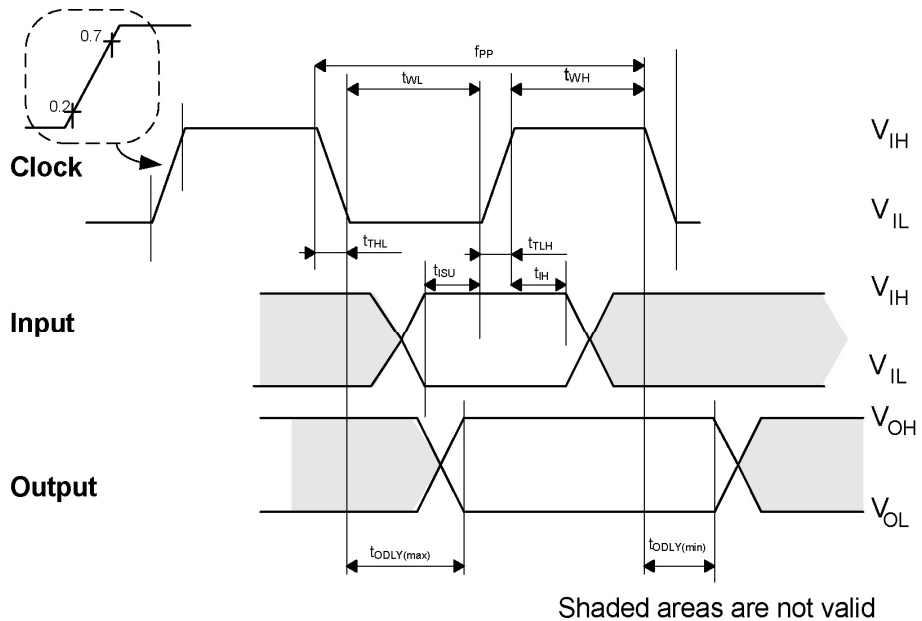 0.7
0.2
fPP
tWL
tWH
Clock
VIH
VIL
tTHL
tTLH
tISU
tIH
VIH
Input
VIL
VOH
Output
VOL
tODLY(max)
tODLY(min)
Shaded areas are not valid